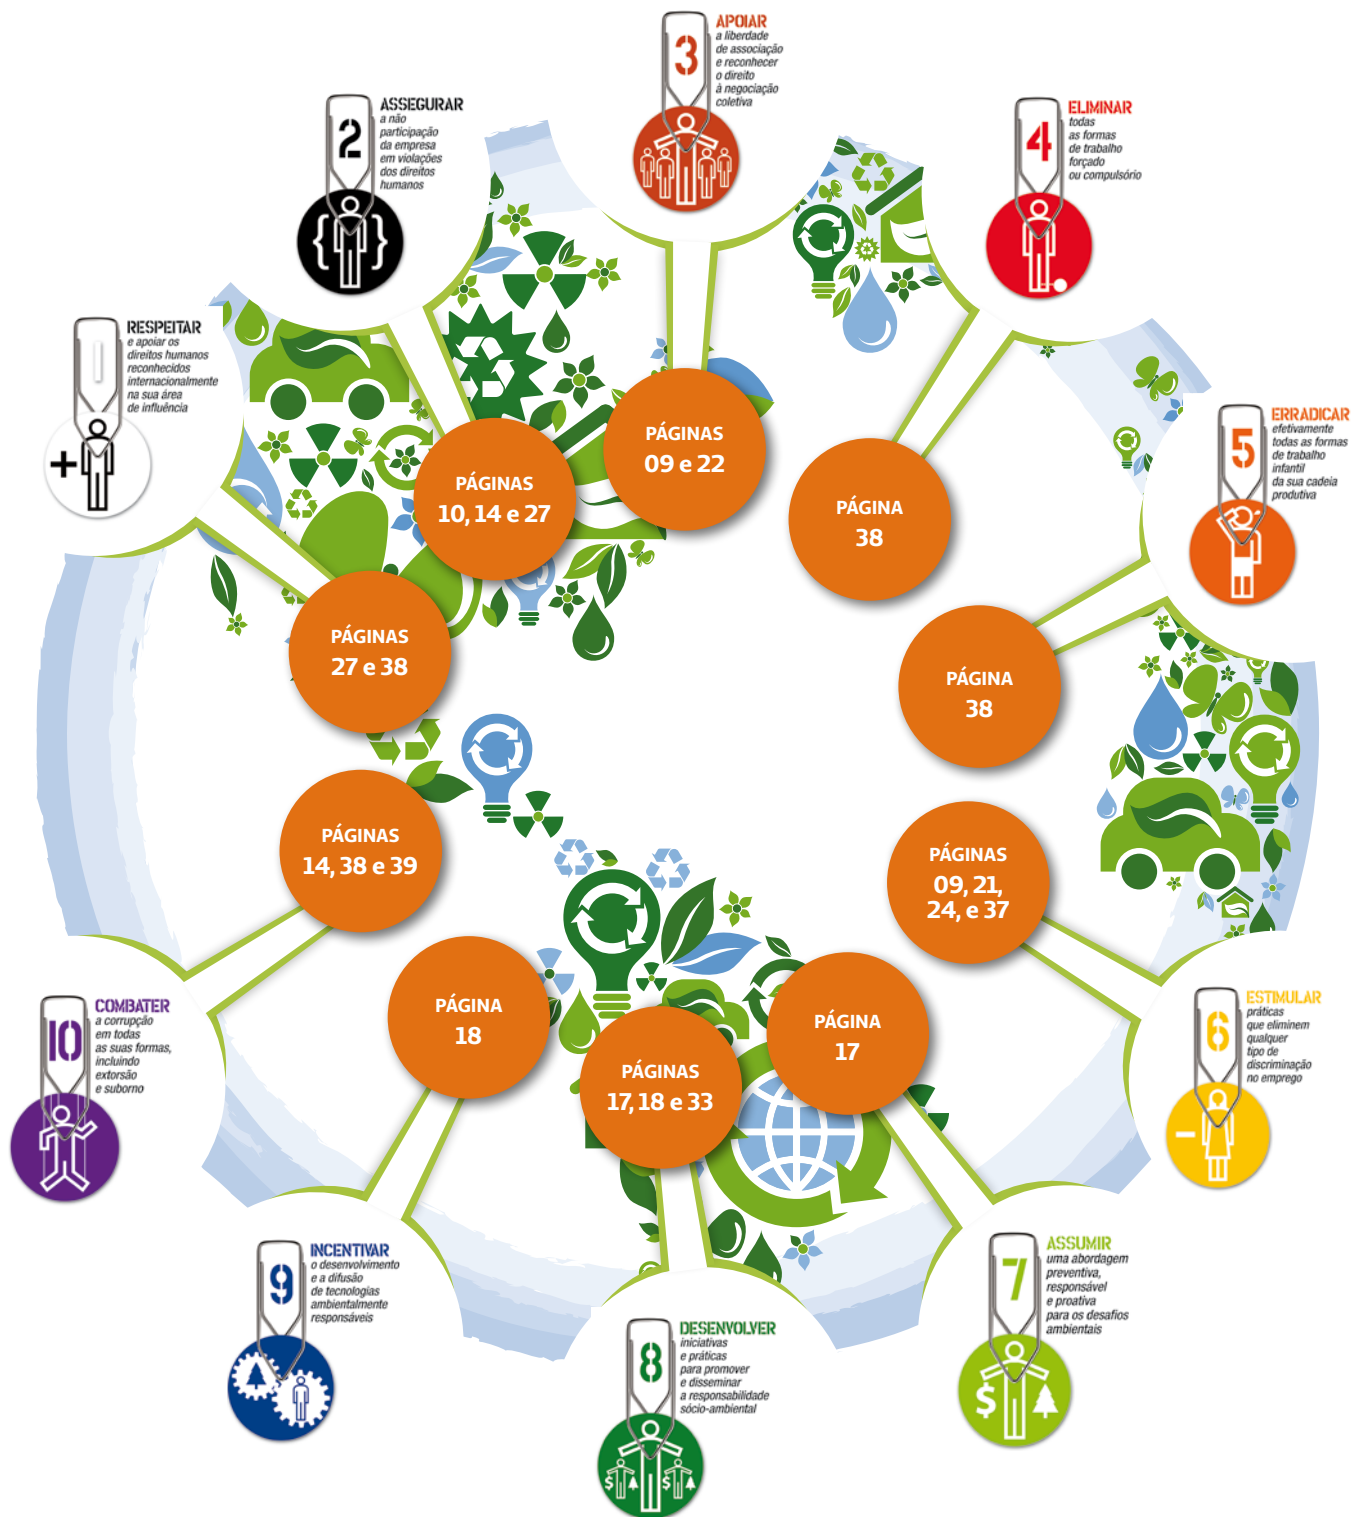 1
RESPEITAR
e apoiar os
direitos humanos
reconhecidos
internacionalmente
na sua área
de influência
2
ASSEGURAR
a não
participação
da empresa
em violações
dos direitos
humanos
3
APOIAR
a liberdade
de associação
e reconhecer
o direito
à negociação
coletiva
4
ELIMINAR
todas
as formas
de trabalho
forçado
ou compulsório
5
ERRADICAR
efetivamente
todas as formas
de trabalho
infantil
da sua cadeia
produtiva
6
ESTIMULAR
práticas
que eliminem
qualquer
tipo de
discriminação
no emprego
7
ASSUMIR
uma abordagem
preventiva,
responsável
e proativa
para os desafios
ambientais
8
DESENVOLVER
iniciativas
e práticas
para promover
e disseminar
a responsabilidade
sócio-ambiental
9
INCENTIVAR
o desenvolvimento
e a difusão
de tecnologias
ambientalmente
responsáveis
10
COMBATER
a corrupção
em todas
as suas formas,
incluindo
extorsão
e suborno
PÁGINAS
27 e 38
PÁGINAS
10, 14 e 27
PÁGINAS
09 e 22
PÁGINA
38
PÁGINA
38
PÁGINAS
09, 21,
24, e 37
PÁGINA
17
PÁGINAS
17, 18 e 33
PÁGINA
18
PÁGINAS
14, 38 e 39
$
$
$